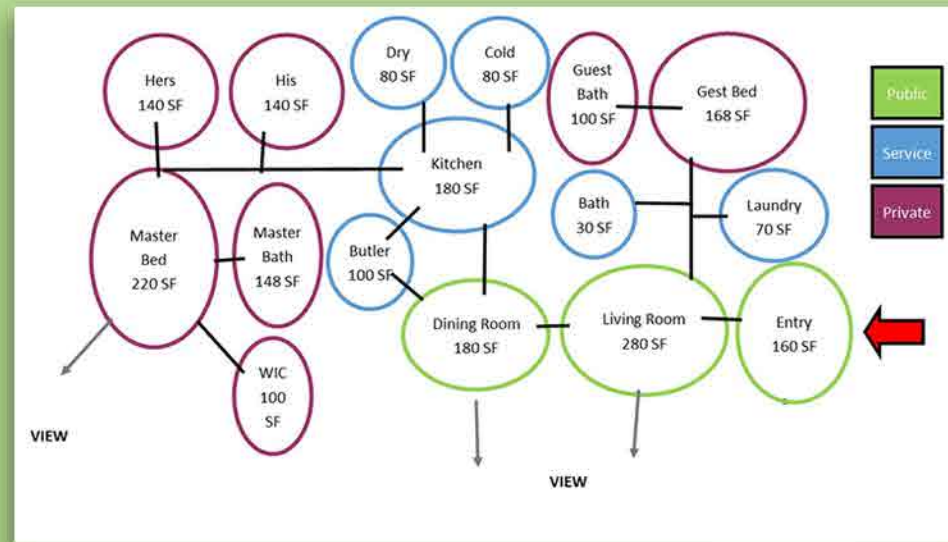 Hers
140 SF
His
140 SF
Dry
80 SF
Cold
80 SF
Guest
Bath
100 SF
Gest Bed
168 SF
Public
Service
Private
Kitchen
180 SF
Bath
30 SF
Laundry
70 SF
Master
Bed
220 SF
Master
Bath
148 SF
Butler
100 SF
Dining Room
180 SF
Living Room
280 SF
Entry
160 SF
WIC
100
SF
VIEW
VIEW